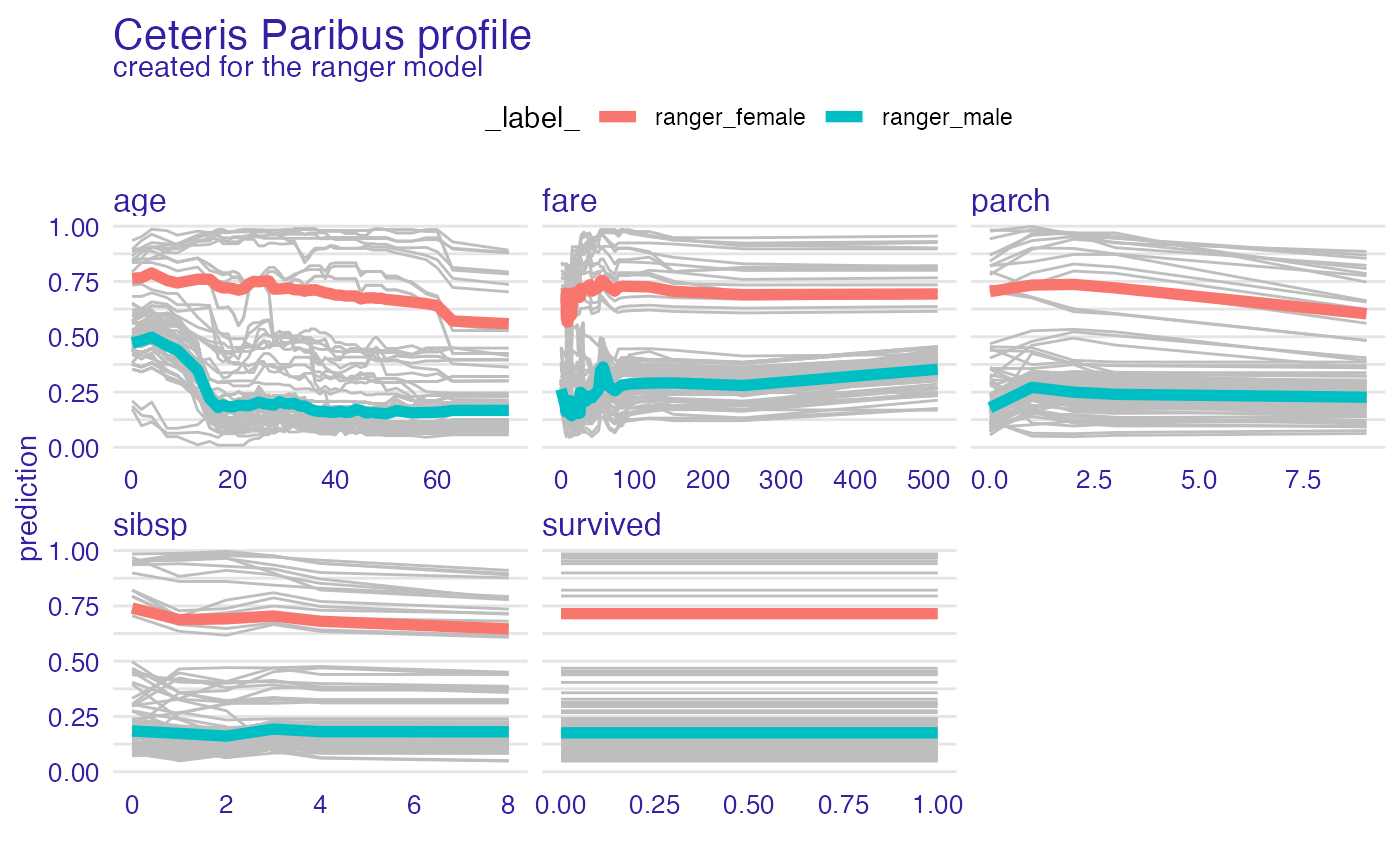 Ceteris Paribus profile
created for the ranger model
_label_ ranger_female ranger_male
age fare parch
1.00
0.75
0.50
0.25
0.00
0 20 40 60 0 100 200 300 400 500 0.0 2.5 5.0 7.5
prediction
sibsp survived
1.00
0.75
0.50
0.25
0.00
0 2 4 6 8 0.00 0.25 0.50 0.75 1.00